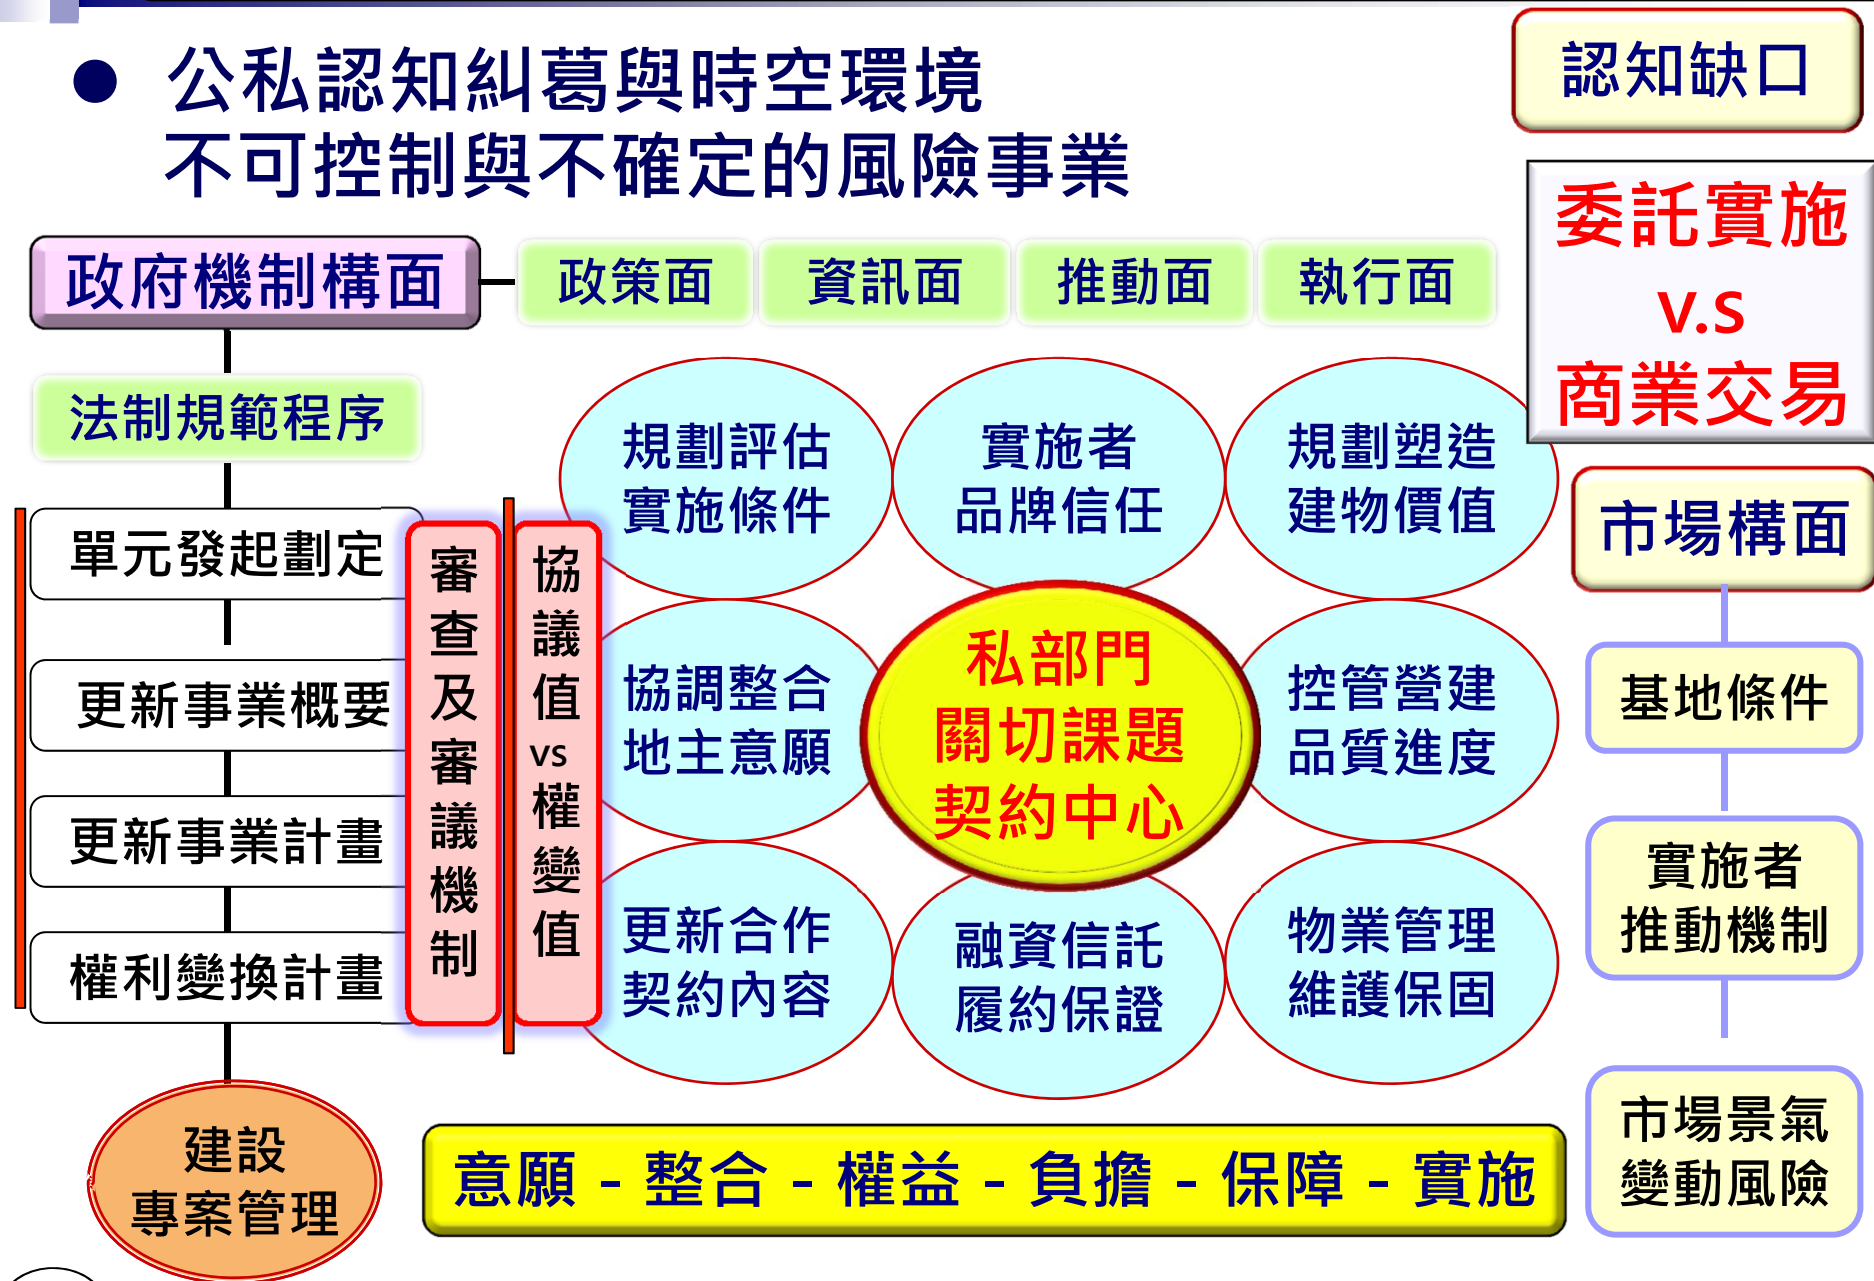 公私認知糾葛與時空環境
不可控制與不確定的風險事業
認知缺口
委託實施
V.S
商業交易
政府機制構面
政策面
資訊面
推動面
執行面
法制規範程序
單元發起劃定
更新事業概要
更新事業計畫
權利變換計畫
建設
專案管理
審查及審議機制
協議值vs權變值
規劃評估
實施條件
實施者
品牌信任
規劃塑造
建物價值
協調整合
地主意願
私部門
關切課題
契約中心
控管營建
品質進度
更新合作
契約內容
融資信託
履約保證
物業管理
維護保固
市場構面
基地條件
實施者
推動機制
市場景氣
變動風險
意願 - 整合 - 權益 - 負擔 - 保障 - 實施